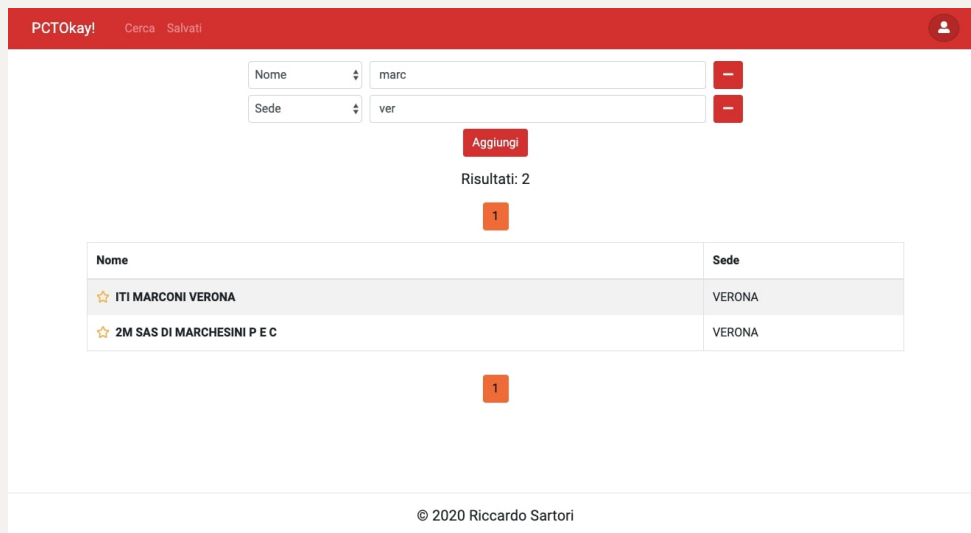 PCTOkay! Cerca Salvati
Nome marc
Sede ver
Aggiungi
Risultati: 2
1
Nome Sede
ITI MARCONI VERONA VERONA
2M SAS DI MARCHESINI P E C VERONA
1
© 2020 Riccardo Sartori